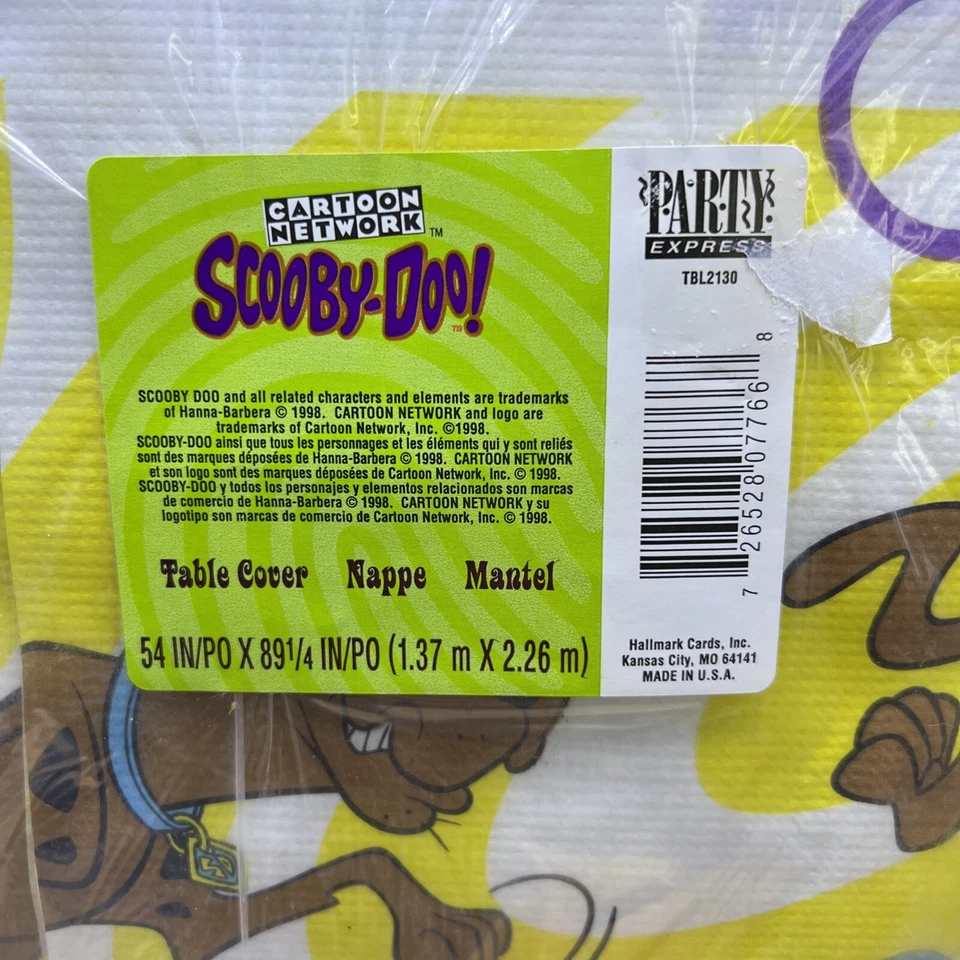 CARTOON
NETWORK™
SCOOBY-DOO!™
SCOOBY DOO and all related characters and elements are trademarks
of Hanna-Barbera © 1998. CARTOON NETWORK and logo are
trademarks of Cartoon Network, Inc. ©1998.
SCOOBY-DOO ainsi que tous les personnages et les éléments qui y sont reliés
sont des marques déposées de Hanna-Barbera © 1998. CARTOON NETWORK
et son logo sont des marques déposées de Cartoon Network, Inc. © 1998.
SCOOBY-DOO y todos los personajes y elementos relacionados son marcas
de comercio de Hanna-Barbera © 1998. CARTOON NETWORK y su
logotipo son marcas de comercio de Cartoon Network, Inc. © 1998.
Table Cover Nappe Mantel
54 IN/PO X 89 1/4 IN/PO (1.37 m X 2.26 m)
PARTY
EXPRESS
TBL2130
7 26528 07766 8
Hallmark Cards, Inc.
Kansas City, MO 64141
MADE IN U.S.A.
SD